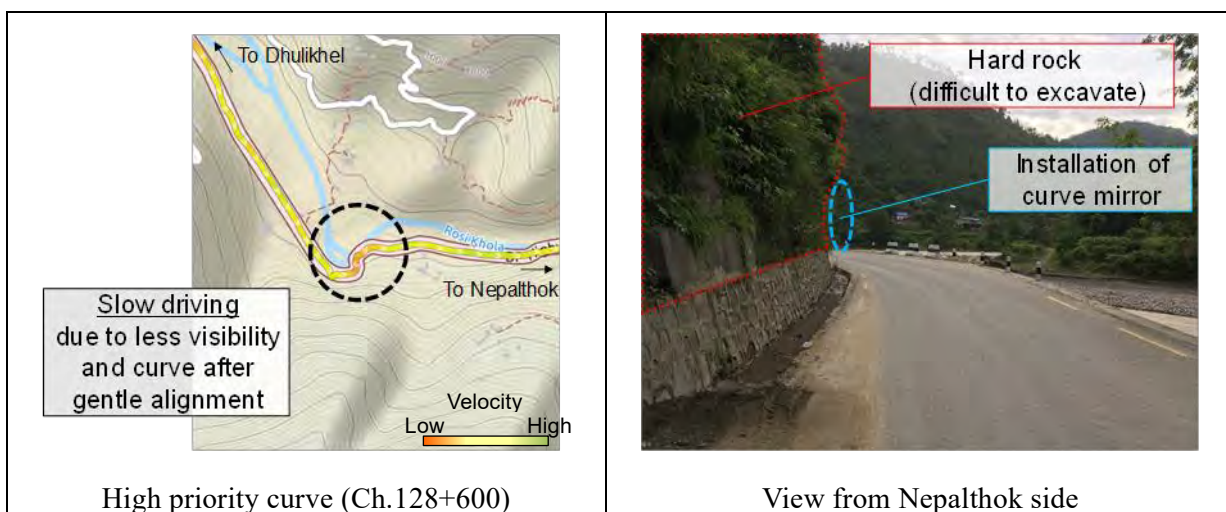 To Dhulikhel
Rosi Khola
To Nepalthok
Slow driving
due to less visibility
and curve after
gentle alignment
Velocity
Low High
High priority curve (Ch.128+600)
Hard rock
(difficult to excavate)
Installation of
curve mirror
View from Nepalthok side